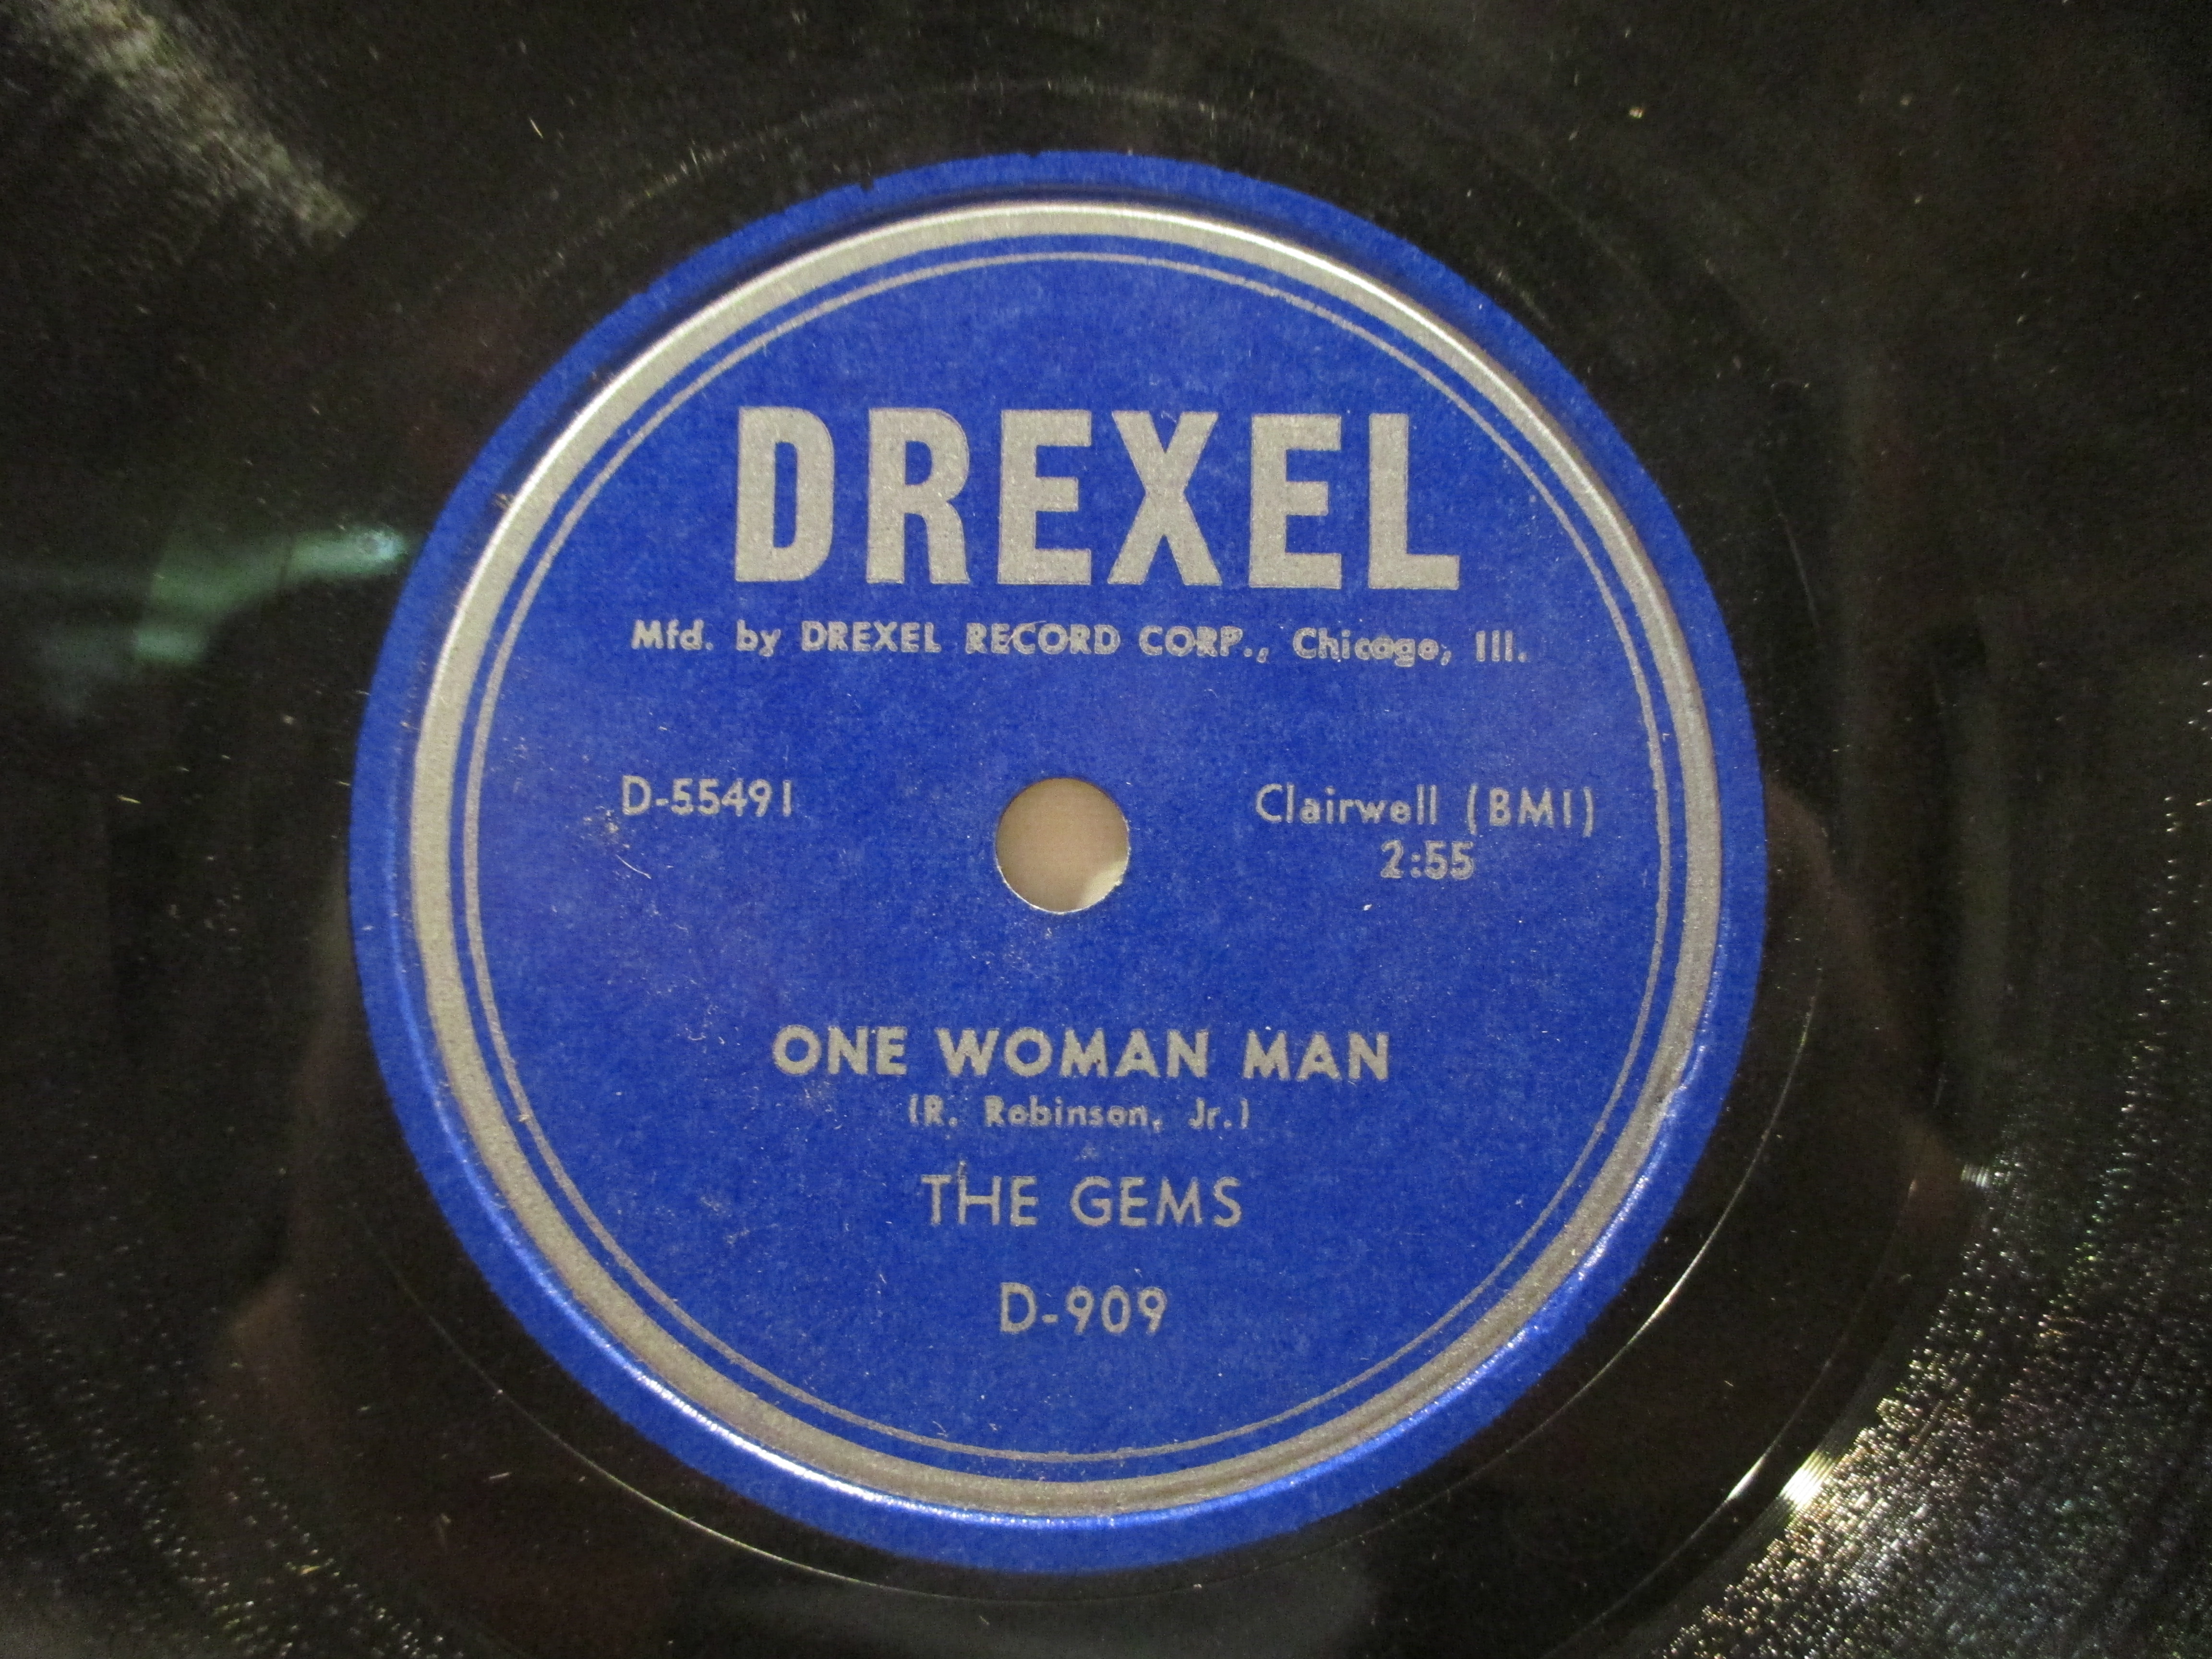 DREXEL
Mfd. by DREXEL RECORD CORP., Chicago, Ill.
D-55491
Clairwell (BMI)
2:55
ONE WOMAN MAN
(R. Robinson, Jr.)
THE GEMS
D-909